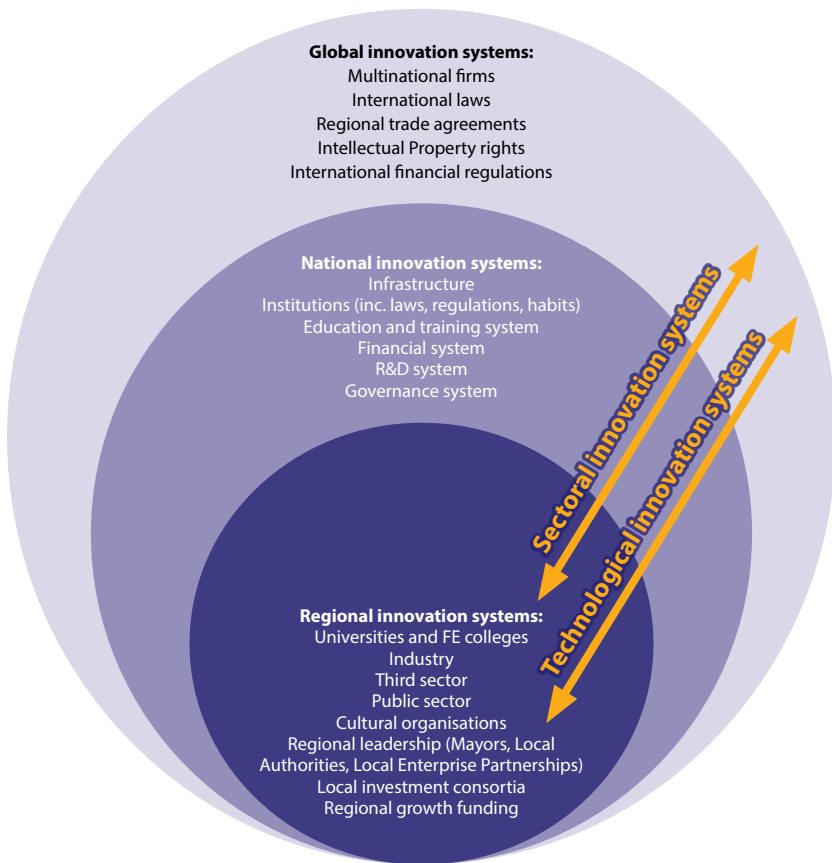 Global innovation systems:
Multinational firms
International laws
Regional trade agreements
Intellectual Property rights
International financial regulations
National innovation systems:
Infrastructure
Institutions (inc. laws, regulations, habits)
Education and training system
Financial system
R&D system
Governance system
Sectoral innovation systems
Technological innovation systems
Regional innovation systems:
Universities and FE colleges
Industry
Third sector
Public sector
Cultural organisations
Regional leadership (Mayors, Local
Authorities, Local Enterprise Partnerships)
Local investment consortia
Regional growth funding